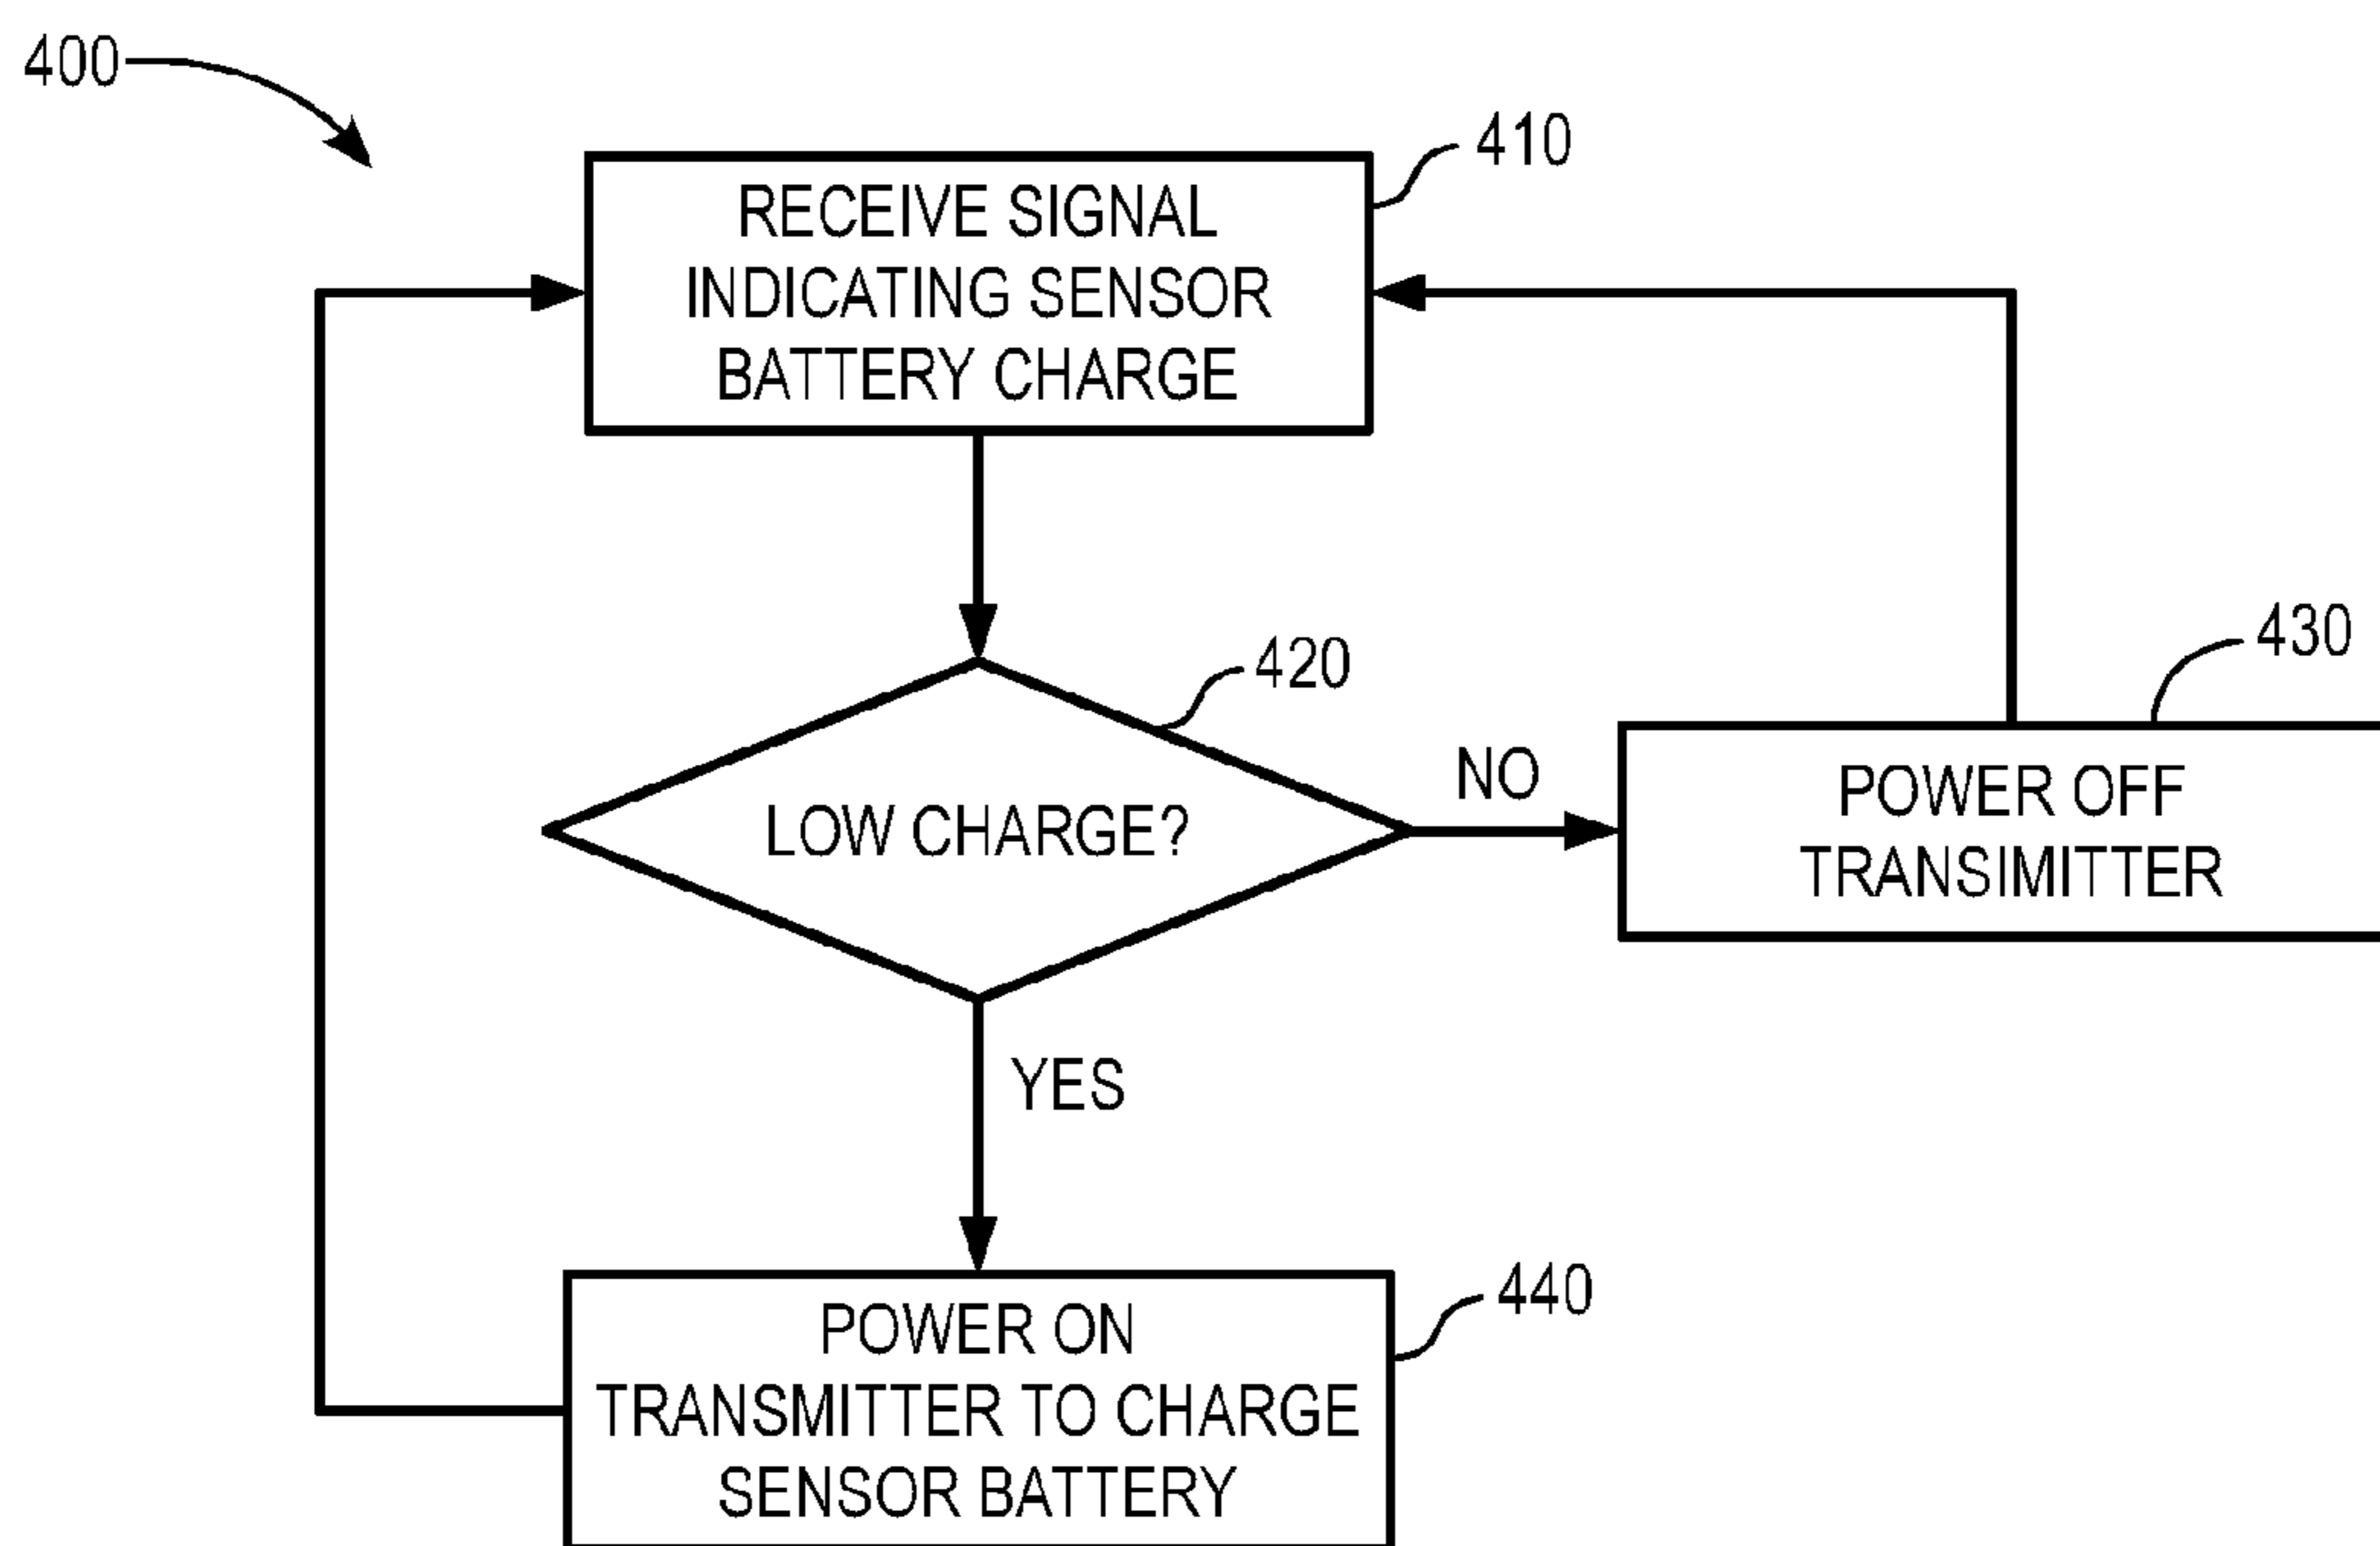 400
410
RECEIVE SIGNAL
INDICATING SENSOR
BATTERY CHARGE
420
430
LOW CHARGE?
NO
POWER OFF
TRANSIMITTER
YES
440
POWER ON
TRANSMITTER TO CHARGE
SENSOR BATTERY